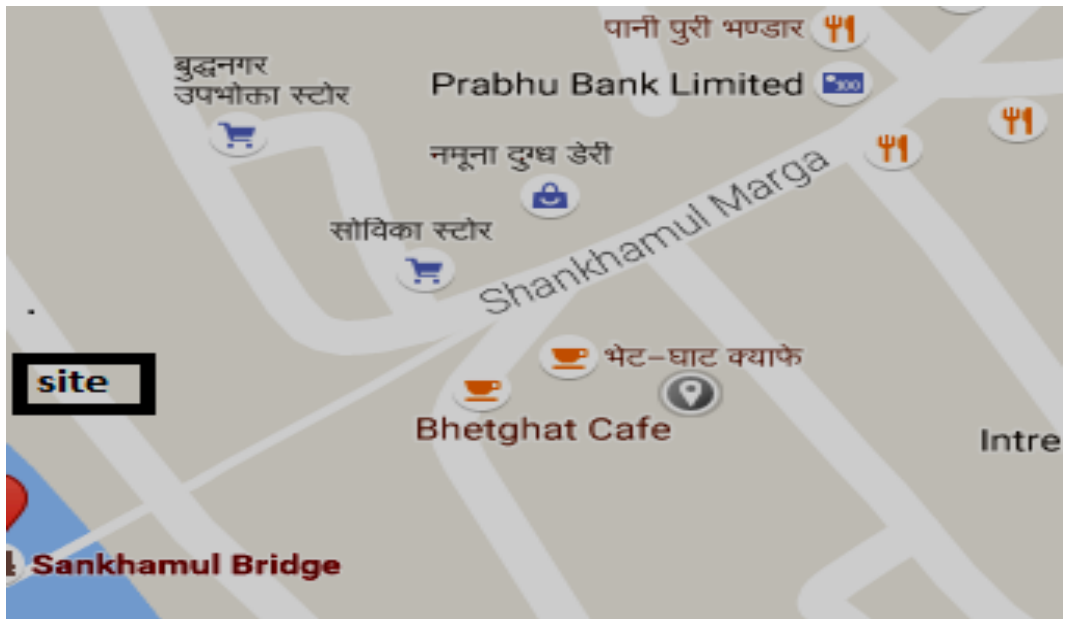 पानी पुरी भण्डार
बुद्धनगर
उपभोक्ता स्टोर
Prabhu Bank Limited
नमूना दुग्ध डेरी
सोविका स्टोर
Shankhamul Marga
भेट-घाट क्याफे
site
Bhetghat Cafe
Intre
Sankhamul Bridge